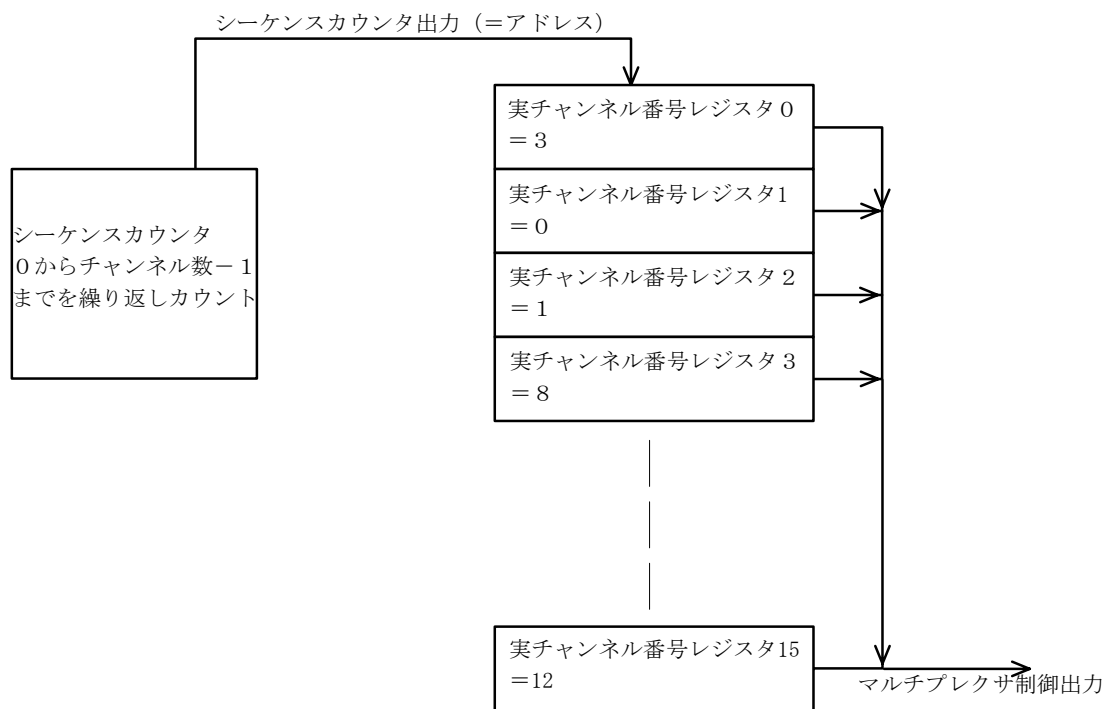 シーケンスカウンタ出力（＝アドレス）
実チャンネル番号レジスタ０
＝３
シーケンスカウンタ
０からチャンネル数－１
までを繰り返しカウント
実チャンネル番号レジスタ1
＝０
実チャンネル番号レジスタ２
＝１
実チャンネル番号レジスタ３
＝８
実チャンネル番号レジスタ15
＝12
マルチプレクサ制御出力